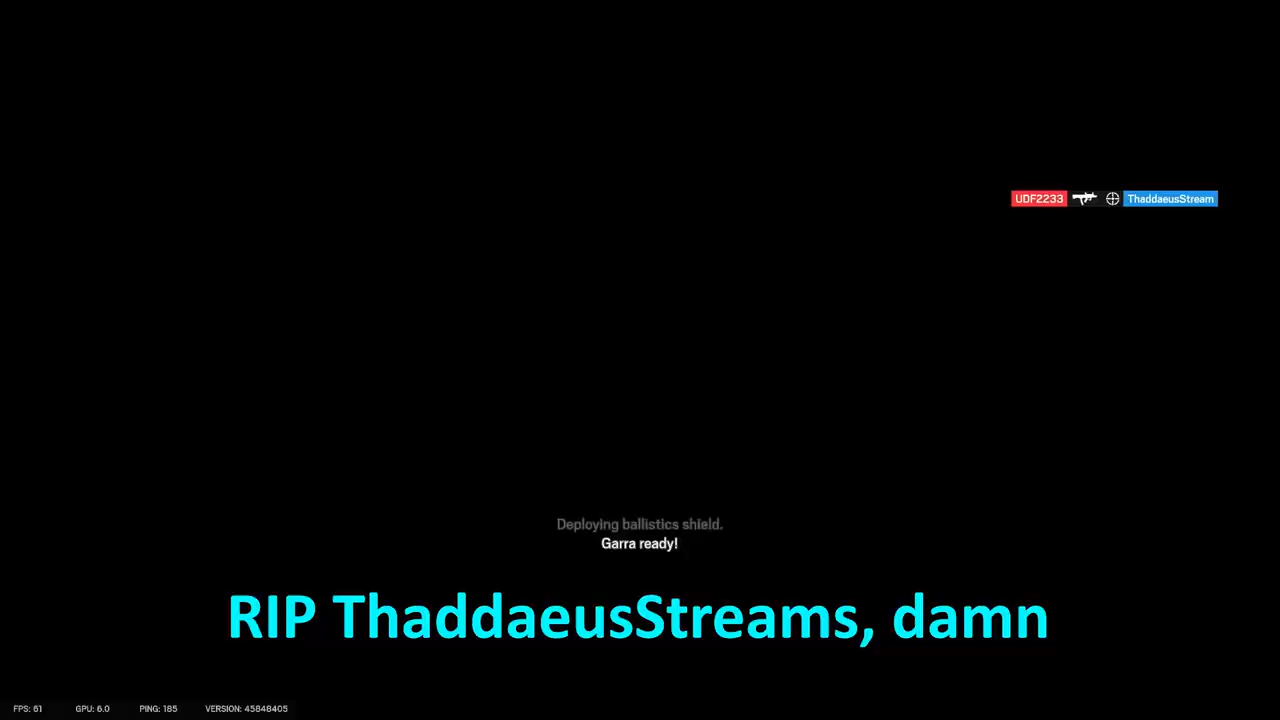 UDF2233 ThaddaeusStream
Deploying ballistics shield.
Garra ready!
RIP ThaddaeusStreams, damn
FPS: 61 GPU: 6.0 PING: 185 VERSION: 45848405